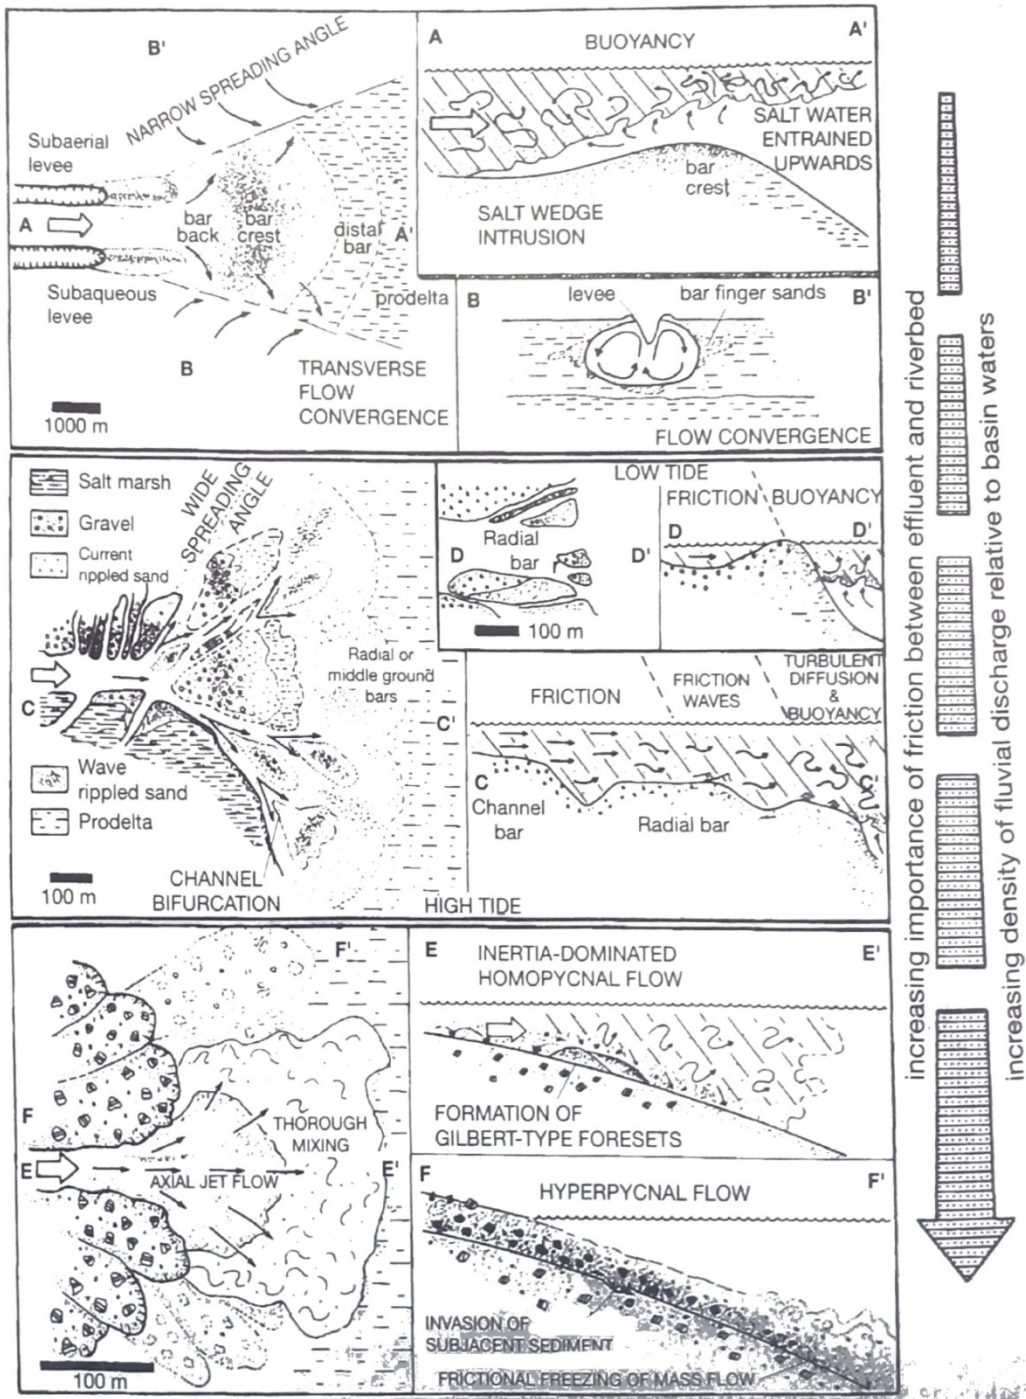 B'
NARROW SPREADING ANGLE
Subaerial
levee
A
bar
back
bar
crest
distal
bar
A'
prodelta
Subaqueous
levee
B
TRANSVERSE
FLOW
CONVERGENCE
1000 m
A
BUOYANCY
A'
SALT WATER
ENTRAINED
UPWARDS
bar
crest
SALT WEDGE
INTRUSION
B
levee
bar finger sands
B'
FLOW CONVERGENCE
Salt marsh
Gravel
Current
rippled sand
WIDE
SPREADING
ANGLE
C
Radial or
middle ground
bars
C'
Wave
rippled sand
Prodelta
100 m
CHANNEL
BIFURCATION
HIGH TIDE
LOW TIDE
Radial
bar
D
D'
100 m
FRICTION
BUOYANCY
D
D'
FRICTION
FRICTION
WAVES
TURBULENT
DIFFUSION
&
BUOYANCY
C
C'
Channel
bar
Radial bar
F'
F
E
THOROUGH
MIXING
AXIAL JET FLOW
E'
100 m
E
INERTIA-DOMINATED
HOMOPYCNAL FLOW
E'
FORMATION OF
GILBERT-TYPE FORESETS
F
HYPERPYCNAL FLOW
F'
INVASION OF
SUBJACENT SEDIMENT
FRICTIONAL FREEZING OF MASS FLOW
increasing importance of friction between effluent and riverbed
increasing density of fluvial discharge relative to basin waters